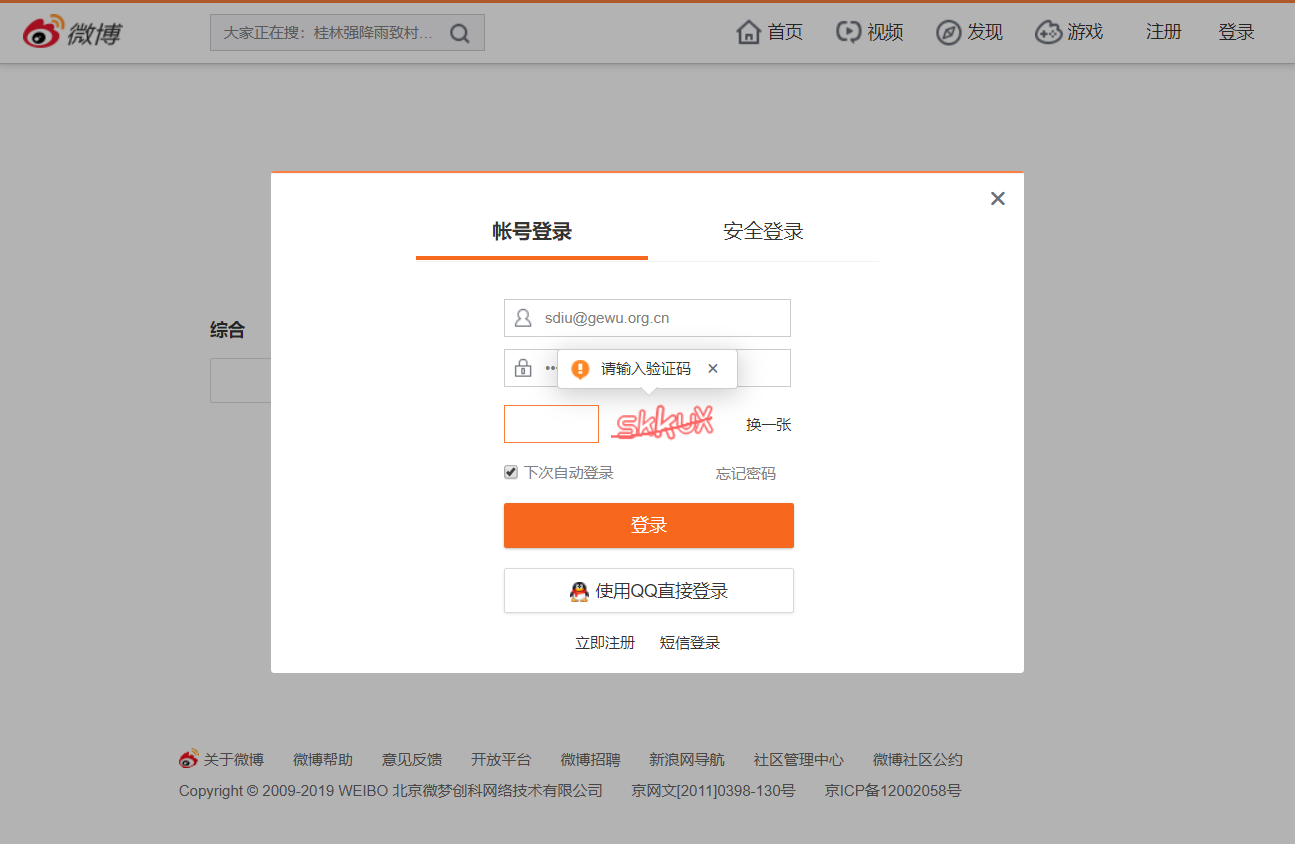 微博 大家正在搜：桂林强降雨致村... 首页 视频 发现 游戏 注册 登录
帐号登录 安全登录
综合
sdiu@gewu.org.cn
•• 请输入验证码 ×
skkux 换一张
下次自动登录 忘记密码
登录
使用QQ直接登录
立即注册 短信登录
关于微博 微博帮助 意见反馈 开放平台 微博招聘 新浪网导航 社区管理中心 微博社区公约
Copyright © 2009-2019 WEIBO 北京微梦创科网络技术有限公司 京网文[2011]0398-130号 京ICP备12002058号